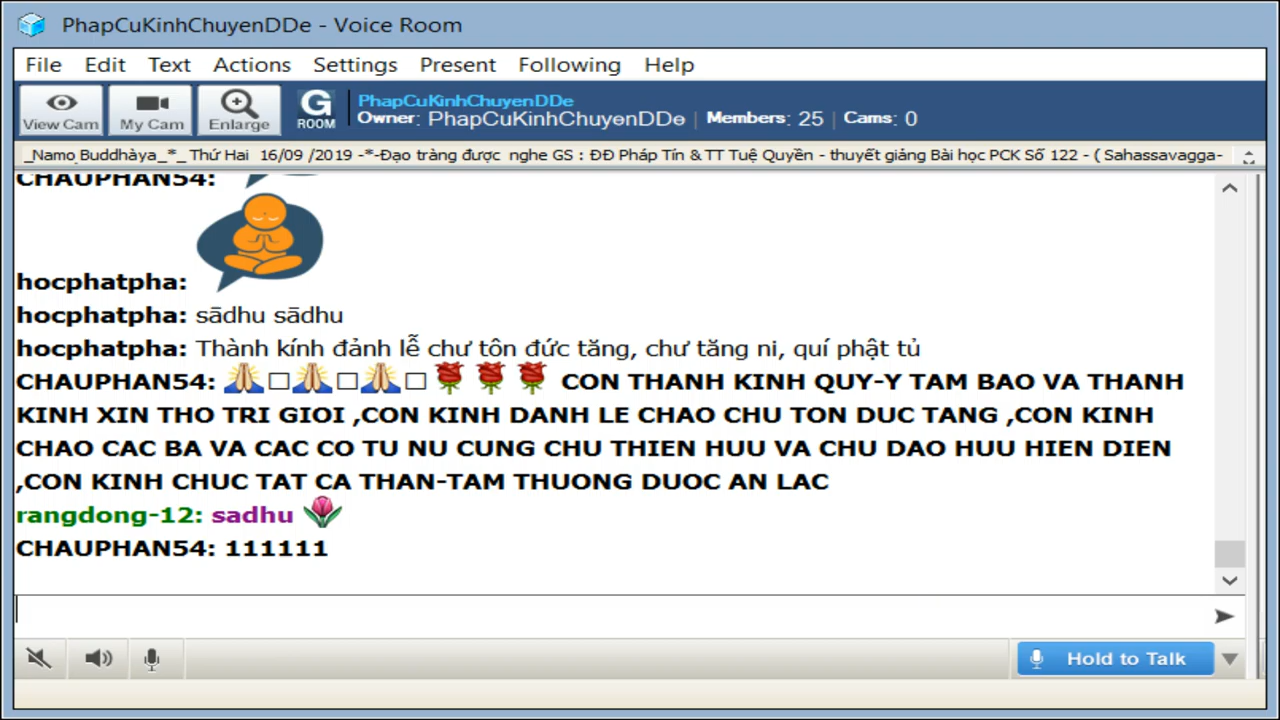 PhapCuKinhChuyenDDe - Voice Room
File Edit Text Actions Settings Present Following Help
View Cam My Cam Enlarge G ROOM PhapCuKinhChuyenDDe
Owner: PhapCuKinhChuyenDDe | Members: 25 | Cams: 0
_Namo Buddhàya_*_ Thứ Hai 16/09 /2019 -*-Đạo tràng được nghe GS : ĐĐ Pháp Tín & TT Tuệ Quyền - thuyết giảng Bài học PCK Số 122 - ( Sahassavagga-
CHAUPHAN54:
hocphatpha:
hocphatpha: sādhu sādhu
hocphatpha: Thành kính đảnh lễ chư tôn đức tăng, chư tăng ni, quí phật tủ
CHAUPHAN54: 🙏□🙏□🙏□🌹🌹🌹 CON THANH KINH QUY-Y TAM BAO VA THANH
KINH XIN THO TRI GIOI ,CON KINH DANH LE CHAO CHU TON DUC TANG ,CON KINH
CHAO CAC BA VA CAC CO TU NU CUNG CHU THIEN HUU VA CHU DAO HUU HIEN DIEN
,CON KINH CHUC TAT CA THAN-TAM THUONG DUOC AN LAC
rangdong-12: sadhu 🌷
CHAUPHAN54: 111111
Hold to Talk